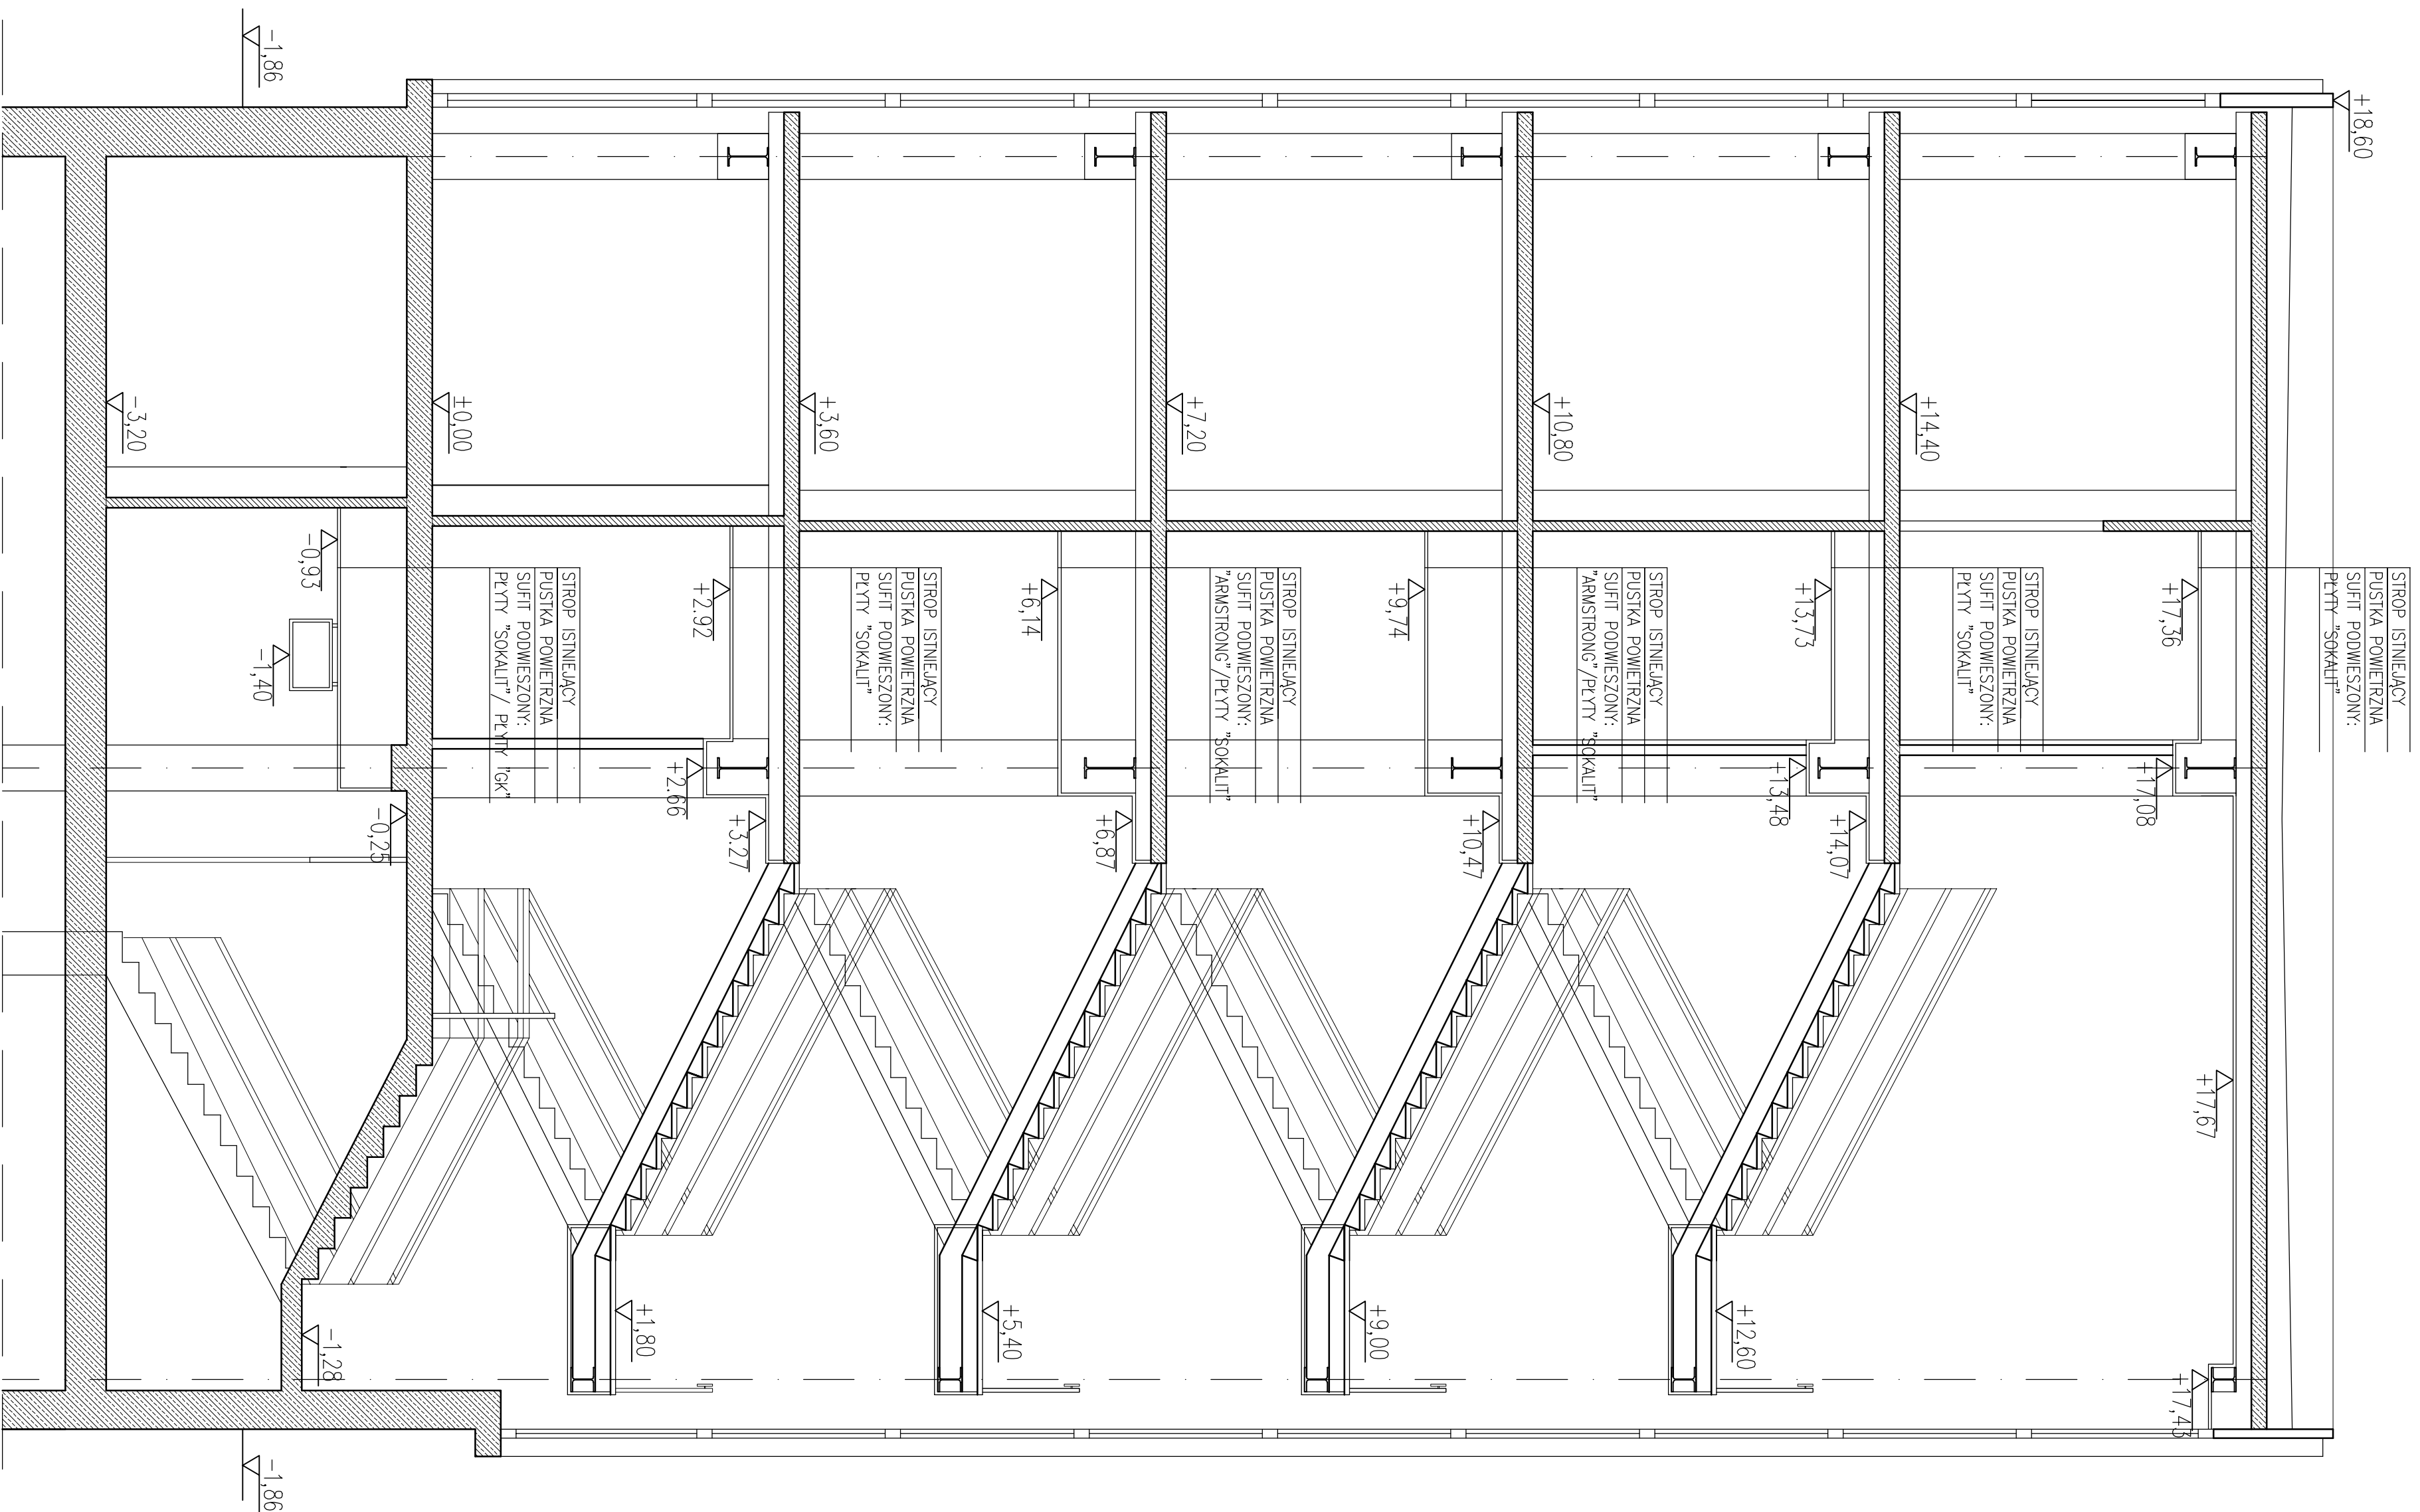 +18,60
STROP ISTNIEJĄCY
PUSTKA POWIETRZNA
SUFIT PODWIESZONY:
PŁYTY "SOKALIT"
+17,67
+17,36
+17,43
+17,08
STROP ISTNIEJĄCY
PUSTKA POWIETRZNA
SUFIT PODWIESZONY:
PŁYTY "SOKALIT"
+14,40
+14,07
+13,73
+13,48
+12,60
STROP ISTNIEJĄCY
PUSTKA POWIETRZNA
SUFIT PODWIESZONY:
"ARMSTRONG"/PŁYTY "SOKALIT"
+10,80
+10,47
+9,74
+9,00
STROP ISTNIEJĄCY
PUSTKA POWIETRZNA
SUFIT PODWIESZONY:
"ARMSTRONG"/PŁYTY "SOKALIT"
+7,20
+6,87
+6,14
+5,40
STROP ISTNIEJĄCY
PUSTKA POWIETRZNA
SUFIT PODWIESZONY:
PŁYTY "SOKALIT"
+3,60
+3.27
+2.92
+2.66
+1,80
STROP ISTNIEJĄCY
PUSTKA POWIETRZNA
SUFIT PODWIESZONY:
PŁYTY "SOKALIT"/ PŁYTY "GK"
±0,00
-0,25
-0,93
-1,28
-1,40
-1,86
-1,86
-3,20